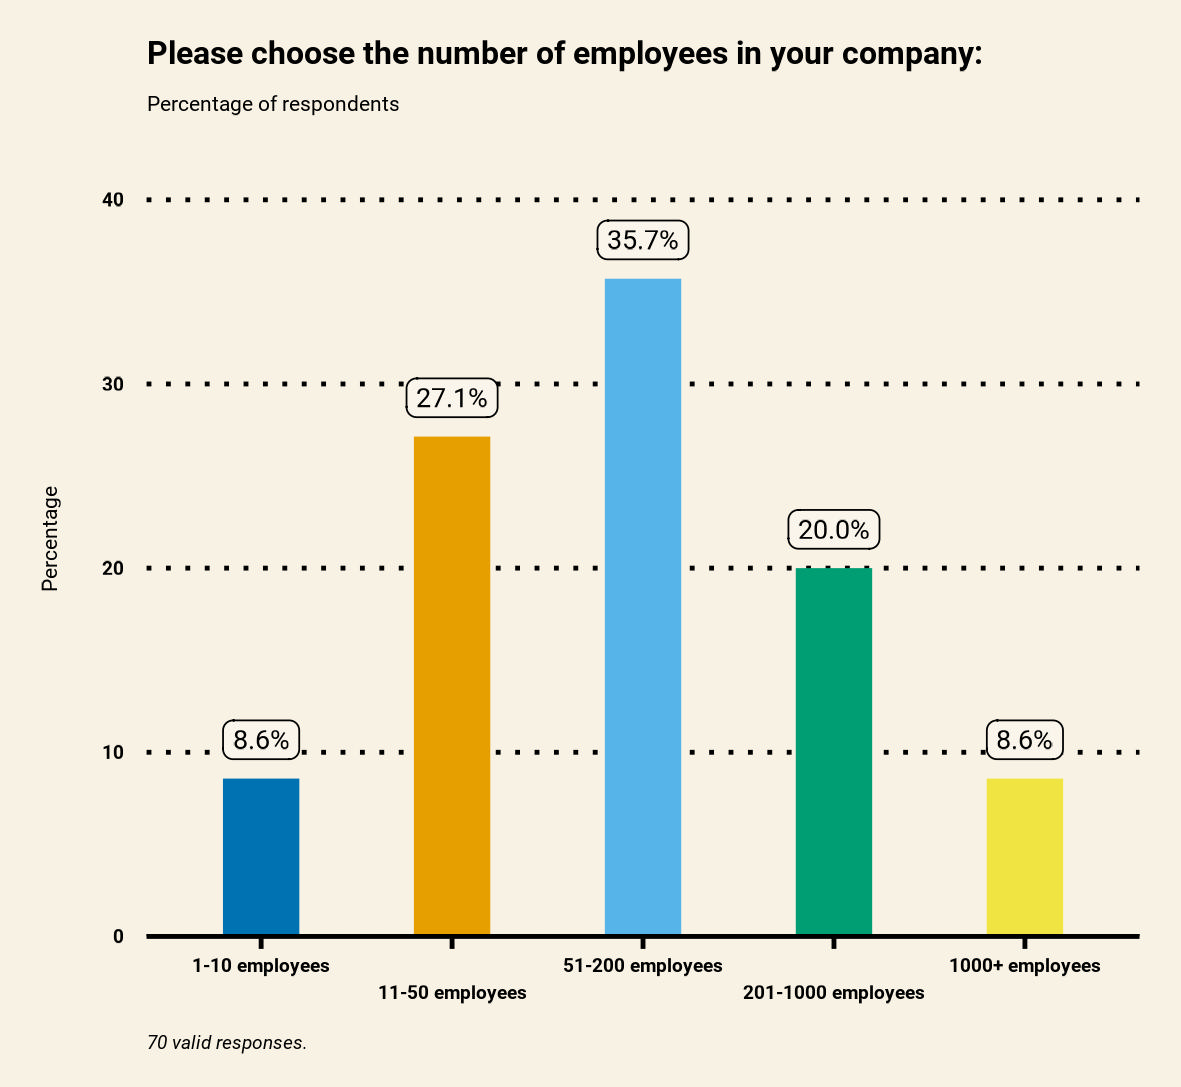 Please choose the number of employees in your company:
Percentage of respondents
40
35.7%
30
27.1%
20.0%
Percentage
20
8.6%
8.6%
10
0
1-10 employees
51-200 employees
1000+ employees
11-50 employees
201-1000 employees
70 valid responses.